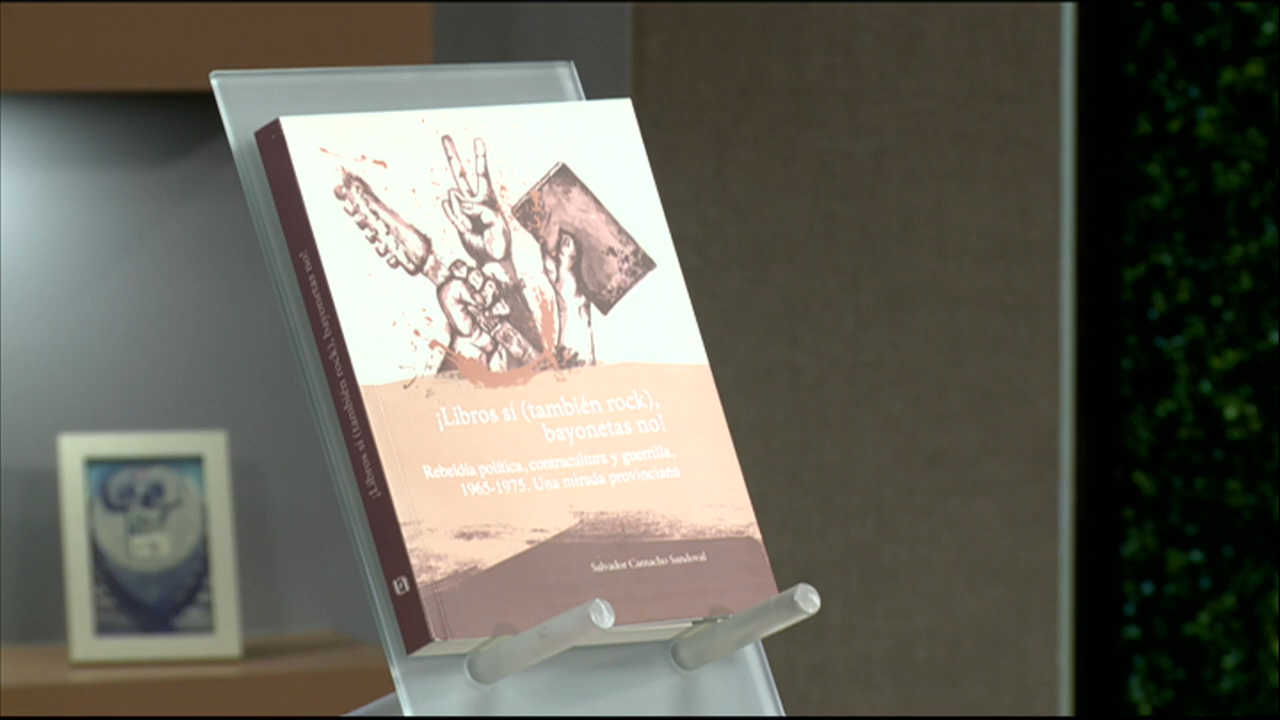 ¡Libros sí (también rock),
bayonetas no!
Rebeldía política, contracultura y guerrilla,
1965-1975. Una mirada provinciana
Salvador Camacho Sandoval
¡Libros sí (también rock), bayonetas no!